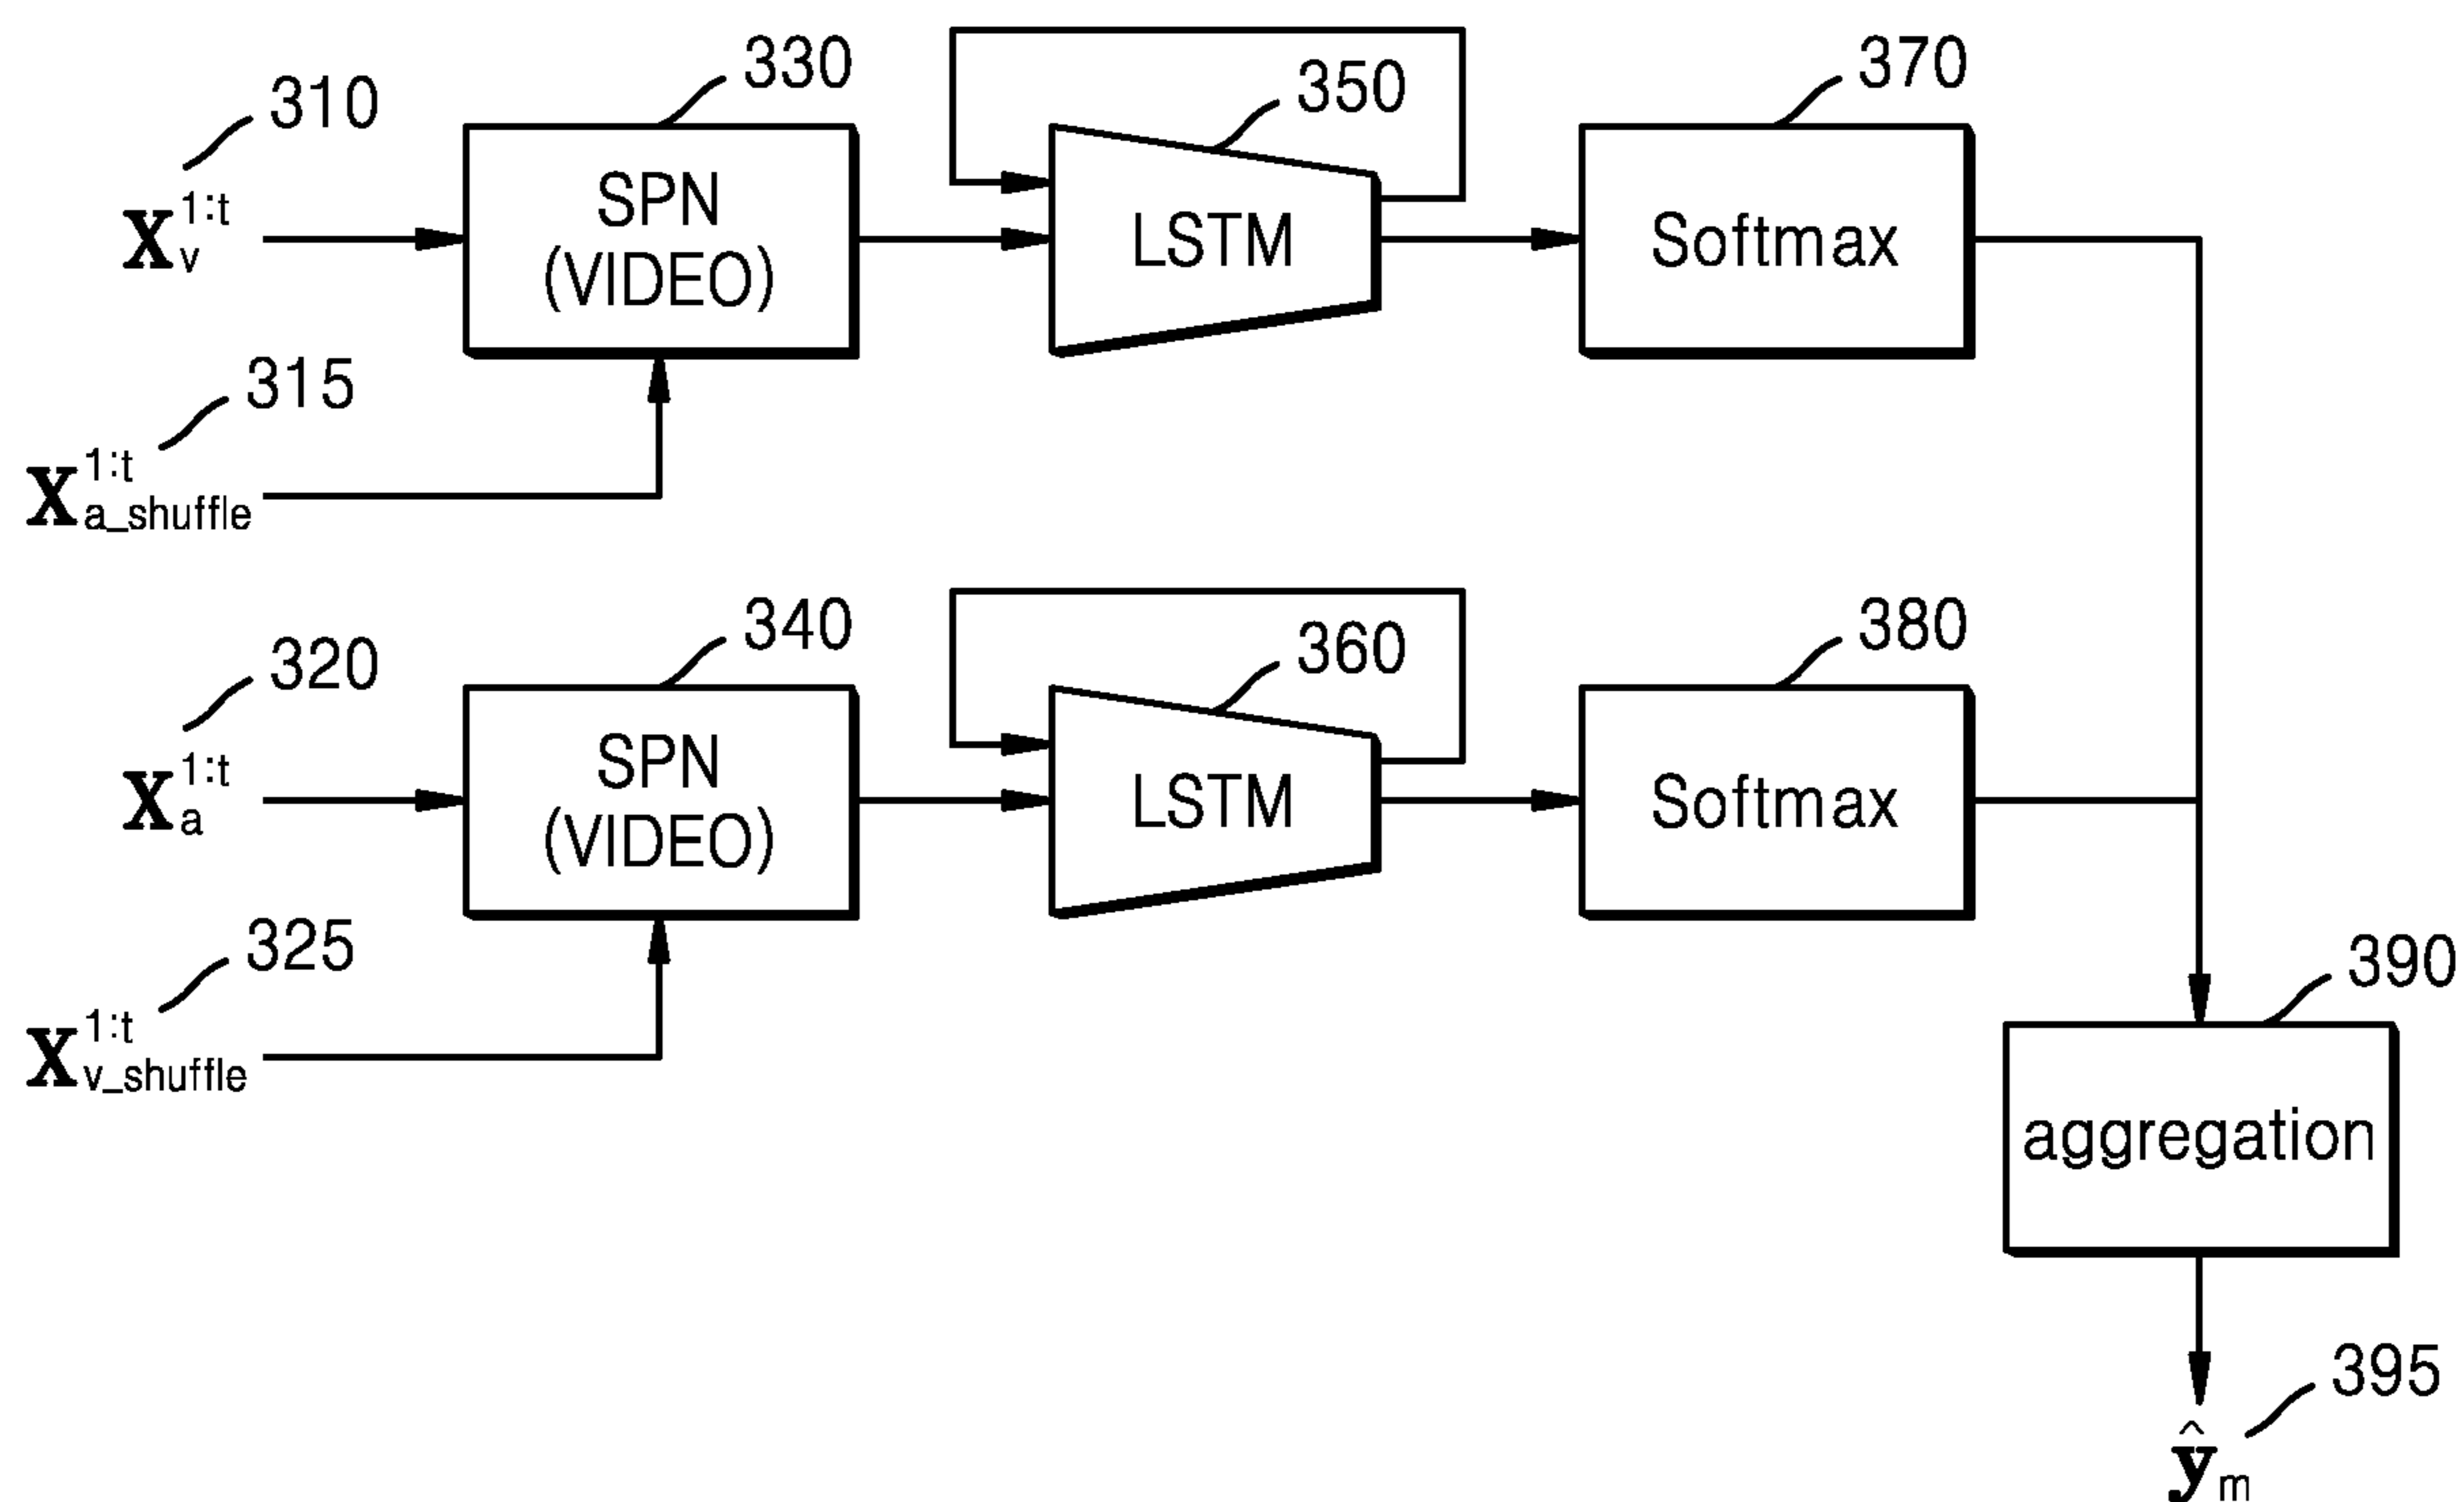 330
350
370
310
SPN
(VIDEO)
LSTM
Softmax
X_v^{1:t}
315
X_{a_shuffle}^{1:t}
340
360
380
320
SPN
(VIDEO)
LSTM
Softmax
X_a^{1:t}
325
X_{v_shuffle}^{1:t}
390
aggregation
395
ŷ_m